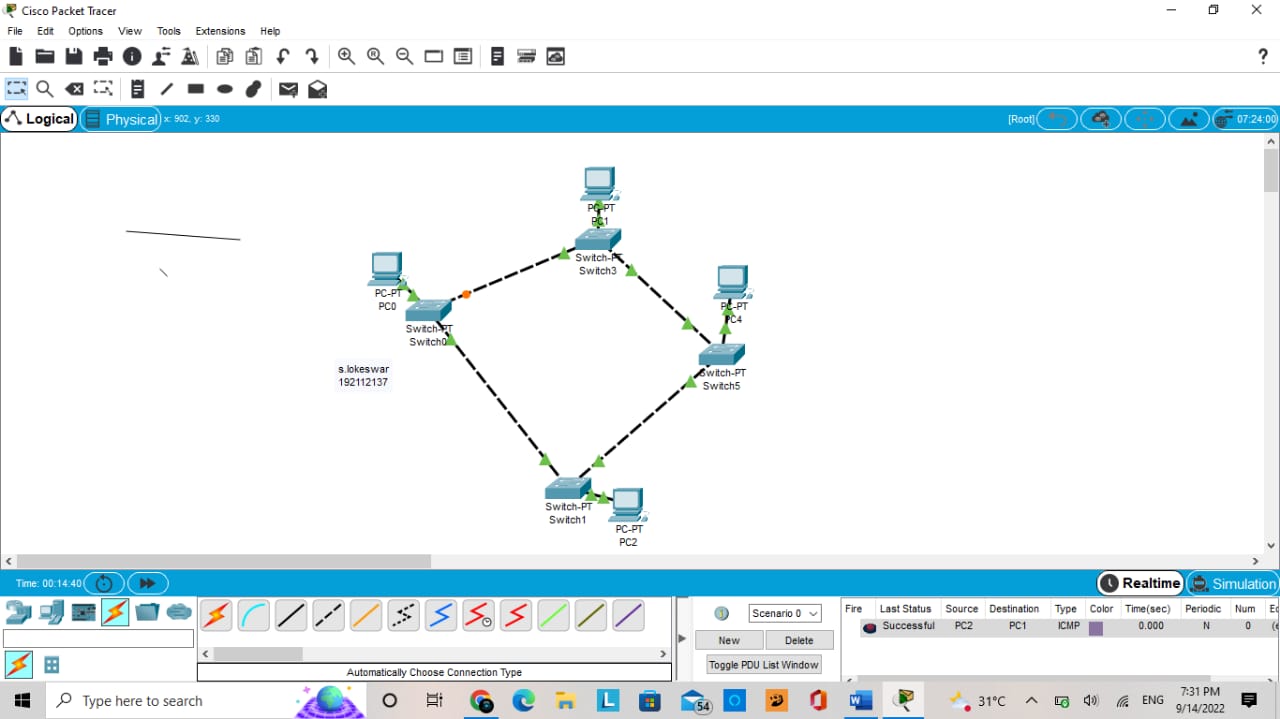 Cisco Packet Tracer
File Edit Options View Tools Extensions Help
?
Logical Physical x: 902, y: 330 [Root] 07:24:00
PC-PT
PC1
Switch-PT
Switch3
PC-PT
PC0
Switch-PT
Switch0
PC-PT
PC4
Switch-PT
Switch5
s.lokeswar
192112137
Switch-PT
Switch1
PC-PT
PC2
Time: 00:14:40 Realtime Simulation
Scenario 0
New Delete
Toggle PDU List Window
Fire Last Status Source Destination Type Color Time(sec) Periodic Num
Successful PC2 PC1 ICMP 0.000 N 0
Automatically Choose Connection Type
Type here to search
L
54
31°C ENG
7:31 PM
9/14/2022